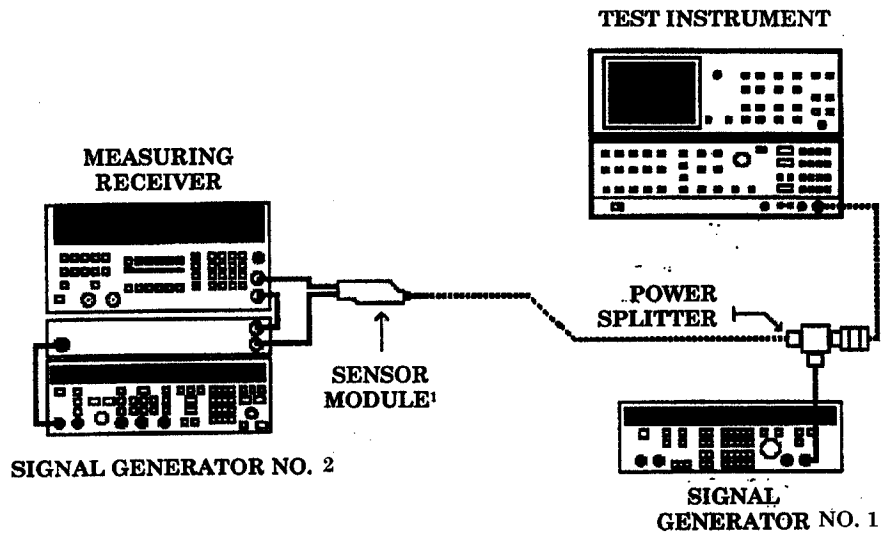 TEST INSTRUMENT
MEASURING
RECEIVER
POWER
SPLITTER
SENSOR
MODULE¹
SIGNAL GENERATOR NO. 2
SIGNAL
GENERATOR NO. 1